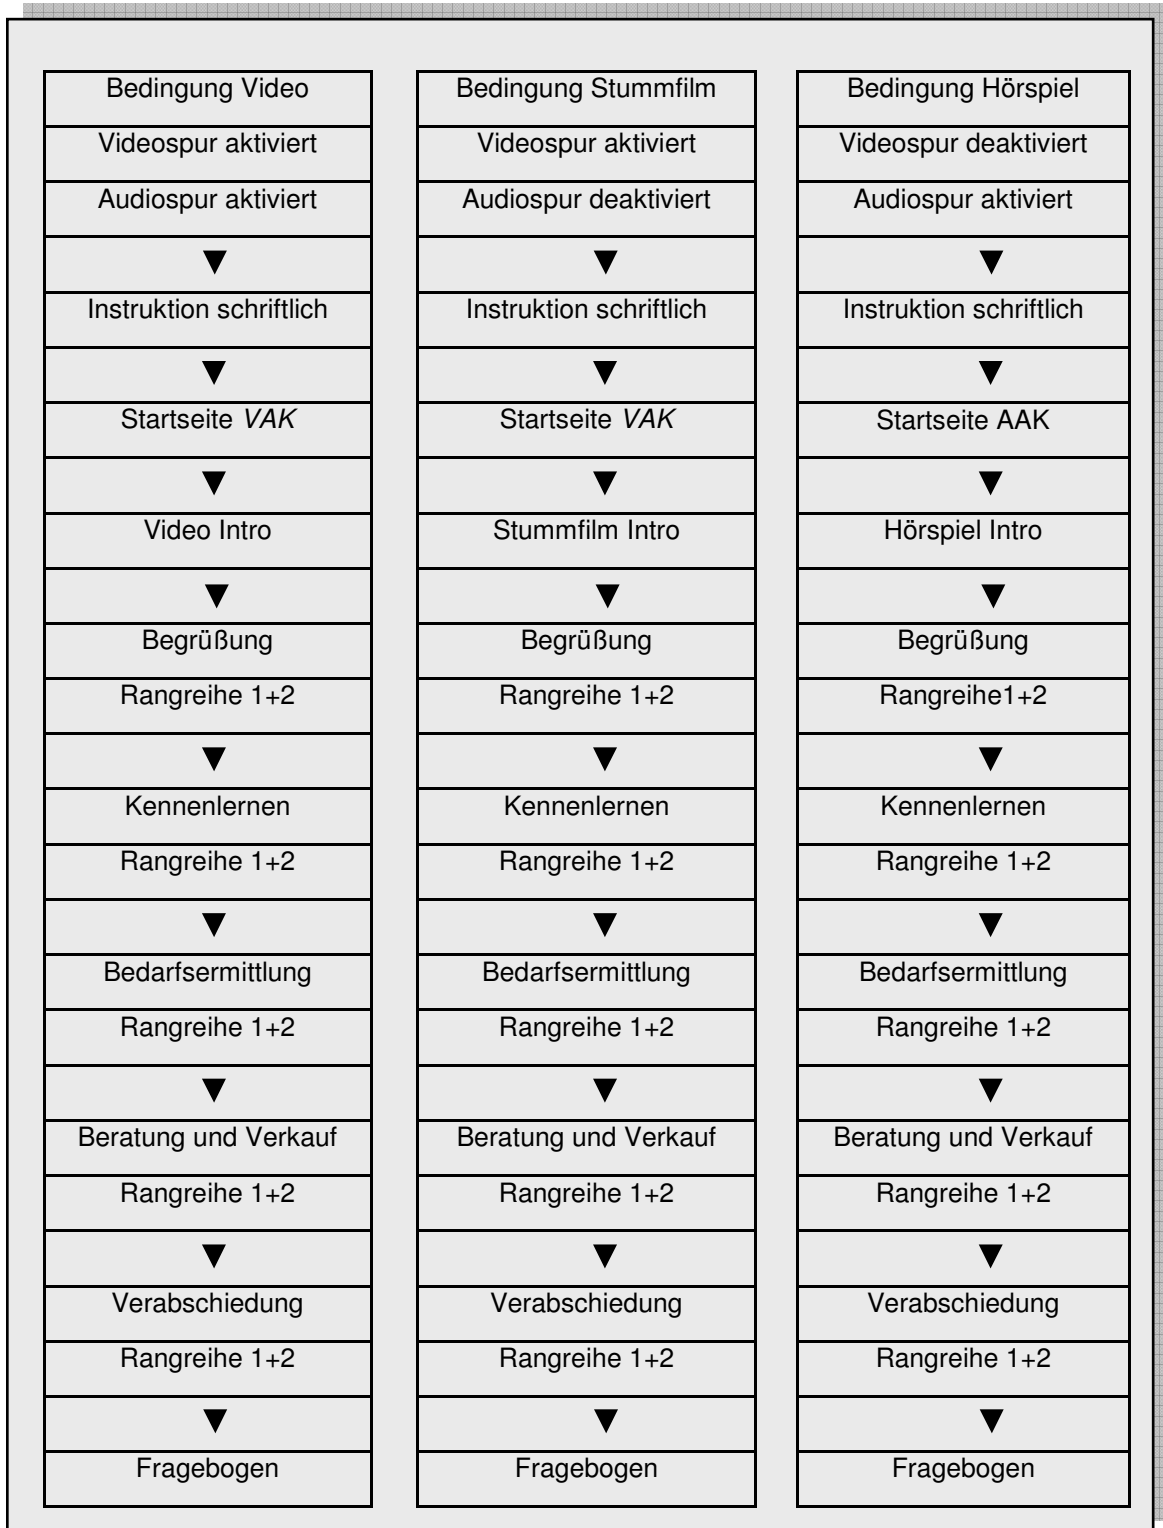 Bedingung Video
Videospur aktiviert
Audiospur aktiviert
▼
Instruktion schriftlich
▼
Startseite VAK
▼
Video Intro
▼
Begrüßung
Rangreihe 1+2
▼
Kennenlernen
Rangreihe 1+2
▼
Bedarfsermittlung
Rangreihe 1+2
▼
Beratung und Verkauf
Rangreihe 1+2
▼
Verabschiedung
Rangreihe 1+2
▼
Fragebogen
Bedingung Stummfilm
Videospur aktiviert
Audiospur deaktiviert
▼
Instruktion schriftlich
▼
Startseite VAK
▼
Stummfilm Intro
▼
Begrüßung
Rangreihe 1+2
▼
Kennenlernen
Rangreihe 1+2
▼
Bedarfsermittlung
Rangreihe 1+2
▼
Beratung und Verkauf
Rangreihe 1+2
▼
Verabschiedung
Rangreihe 1+2
▼
Fragebogen
Bedingung Hörspiel
Videospur deaktiviert
Audiospur aktiviert
▼
Instruktion schriftlich
▼
Startseite AAK
▼
Hörspiel Intro
▼
Begrüßung
Rangreihe1+2
▼
Kennenlernen
Rangreihe 1+2
▼
Bedarfsermittlung
Rangreihe 1+2
▼
Beratung und Verkauf
Rangreihe 1+2
▼
Verabschiedung
Rangreihe 1+2
▼
Fragebogen